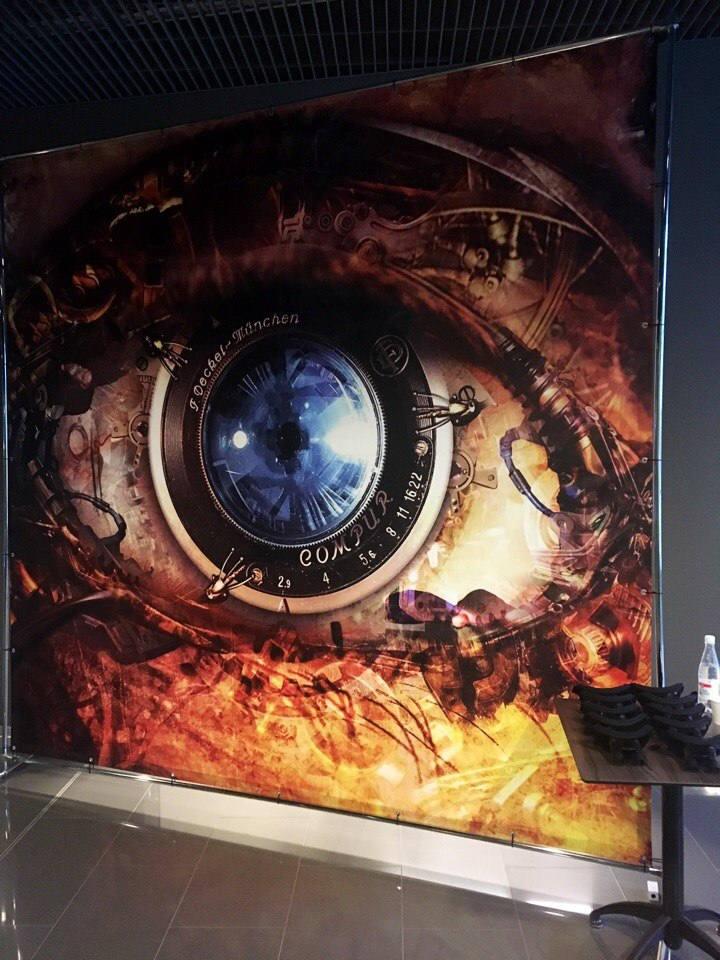 F. Deckel-München
COMPUR
2.9 4 5.6 8 11 16 22